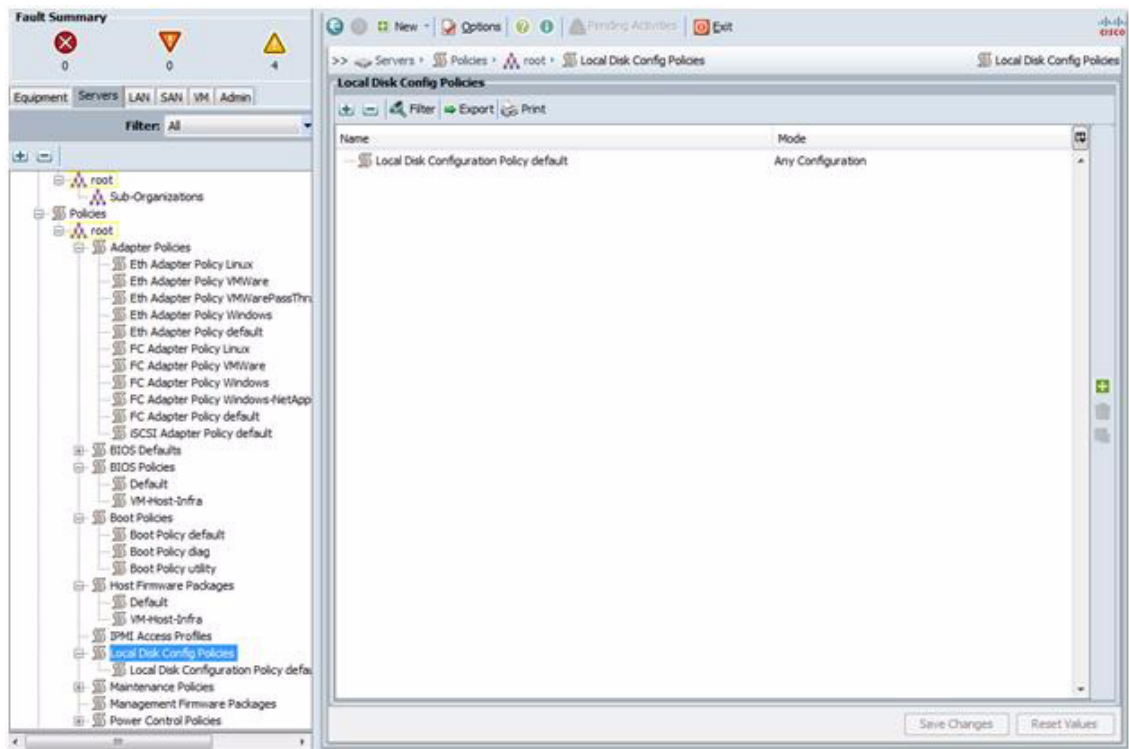 Fault Summary
0 0 4
Equipment Servers LAN SAN VM Admin
Filter: All
root
Sub-Organizations
Policies
root
Adapter Policies
Eth Adapter Policy Linux
Eth Adapter Policy VMWare
Eth Adapter Policy VMWarePassThr
Eth Adapter Policy Windows
Eth Adapter Policy default
FC Adapter Policy Linux
FC Adapter Policy VMWare
FC Adapter Policy Windows
FC Adapter Policy Windows-NetApp
FC Adapter Policy default
iSCSI Adapter Policy default
BIOS Defaults
BIOS Policies
Default
VM-Host-Infra
Boot Policies
Boot Policy default
Boot Policy diag
Boot Policy utility
Host Firmware Packages
Default
VM-Host-Infra
IPMI Access Profiles
Local Disk Config Policies
Local Disk Configuration Policy defau
Maintenance Policies
Management Firmware Packages
Power Control Policies
New Options Pending Activities Exit
cisco
>> Servers Policies root Local Disk Config Policies Local Disk Config Policies
Local Disk Config Policies
Filter Export Print
Name Mode
Local Disk Configuration Policy default Any Configuration
Save Changes Reset Values